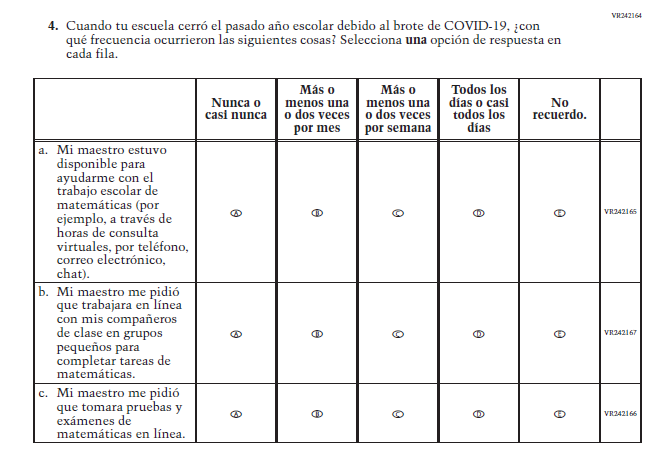 VR242164
4. Cuando tu escuela cerró el pasado año escolar debido al brote de COVID-19, ¿con
qué frecuencia ocurrieron las siguientes cosas? Selecciona una opción de respuesta en
cada fila.
Nunca o
casi nunca
Más o
menos una
o dos veces
por mes
Más o
menos una
o dos veces
por semana
Todos los
días o casi
todos los
días
No
recuerdo.
a. Mi maestro estuvo
disponible para
ayudarme con el
trabajo escolar de
matemáticas (por
ejemplo, a través de
horas de consulta
virtuales, por teléfono,
correo electrónico,
chat).
A B C D E VR242165
b. Mi maestro me pidió
que trabajara en línea
con mis compañeros
de clase en grupos
pequeños para
completar tareas de
matemáticas.
A B C D E VR242167
c. Mi maestro me pidió
que tomara pruebas y
exámenes de
matemáticas en línea.
A B C D E VR242166